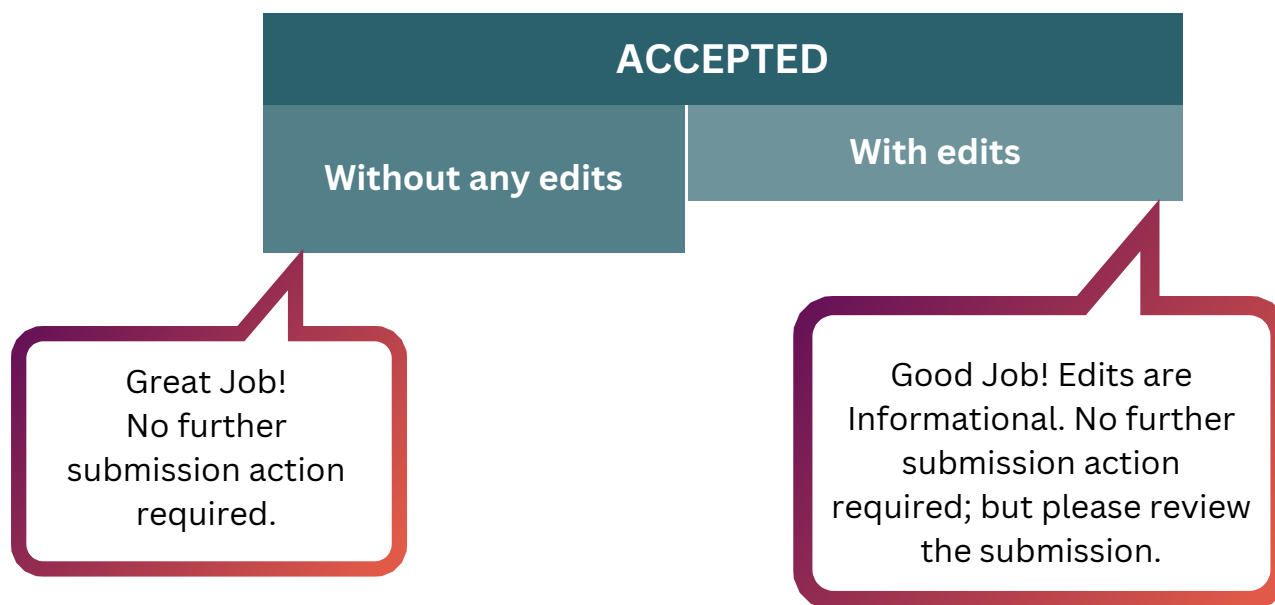 ACCEPTED
Without any edits
With edits
Great Job!
No further
submission action
required.
Good Job! Edits are
Informational. No further
submission action
required; but please review
the submission.